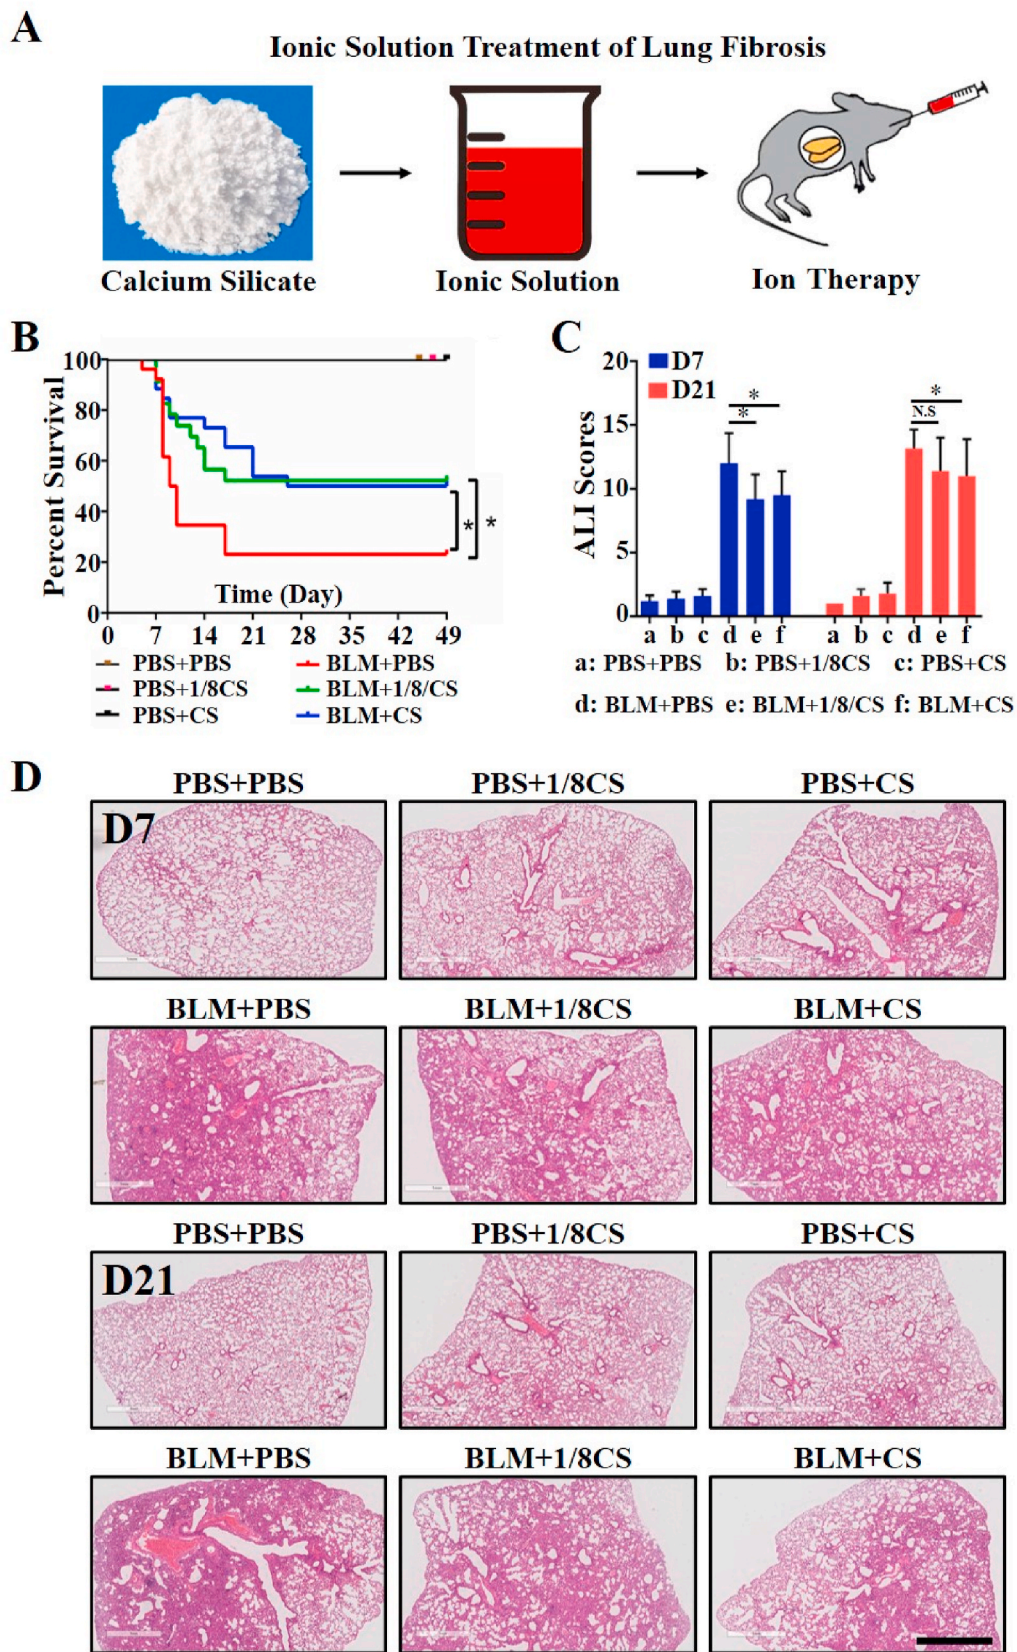 A
Ionic Solution Treatment of Lung Fibrosis
Calcium Silicate
Ionic Solution
Ion Therapy
B
Percent Survival
100
80
60
40
20
0
Time (Day)
0 7 14 21 28 35 42 49
* *
PBS+PBS
PBS+1/8CS
PBS+CS
BLM+PBS
BLM+1/8/CS
BLM+CS
C
ALI Scores
20
15
10
5
0
D7
D21
*
*
*
N.S
a b c d e f a b c d e f
a: PBS+PBS b: PBS+1/8CS c: PBS+CS
d: BLM+PBS e: BLM+1/8/CS f: BLM+CS
D
PBS+PBS PBS+1/8CS PBS+CS
D7
BLM+PBS BLM+1/8CS BLM+CS
PBS+PBS PBS+1/8CS PBS+CS
D21
BLM+PBS BLM+1/8CS BLM+CS